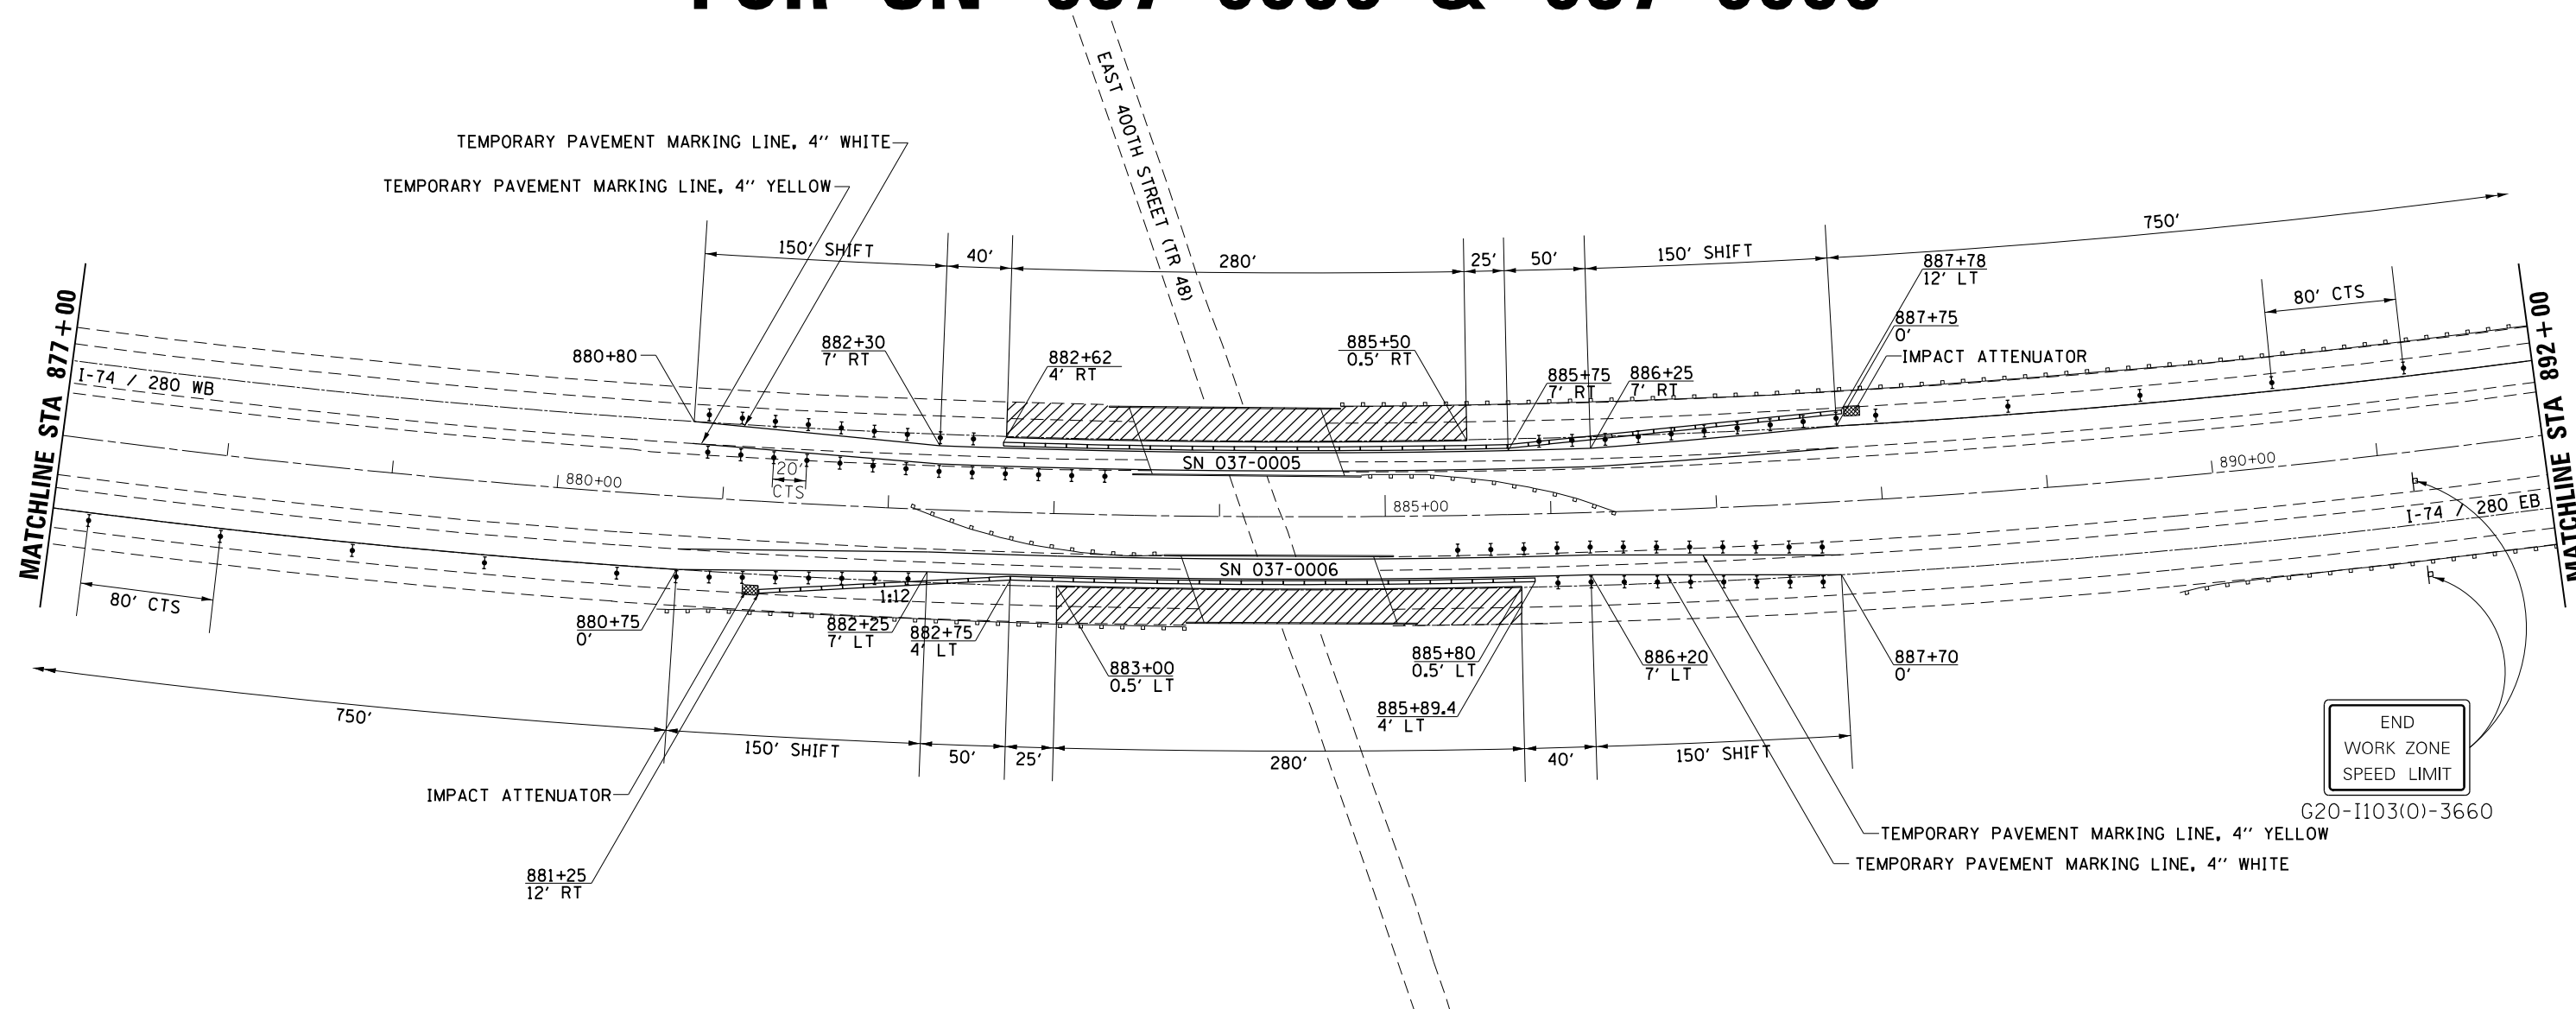 EAST 400TH STREET (TR 48)
TEMPORARY PAVEMENT MARKING LINE, 4" WHITE
TEMPORARY PAVEMENT MARKING LINE, 4" YELLOW
150' SHIFT
40'
280'
25'
50'
150' SHIFT
750'
887+78
12' LT
80' CTS
887+75
0'
IMPACT ATTENUATOR
MATCHLINE STA 877+00
I-74 / 280 WB
880+80
882+30
7' RT
882+62
4' RT
885+50
0.5' RT
885+75
7' RT
886+25
7' RT
MATCHLINE STA 892+00
SN 037-0005
20'
CTS
880+00
885+00
890+00
I-74 / 280 EB
SN 037-0006
1:12
80' CTS
880+75
0'
882+25
7' LT
882+75
4' LT
883+00
0.5' LT
885+80
0.5' LT
885+89.4
4' LT
886+20
7' LT
887+70
0'
750'
150' SHIFT
50'
25'
280'
40'
150' SHIFT
IMPACT ATTENUATOR
881+25
12' RT
END
WORK ZONE
SPEED LIMIT
G20-I103(O)-3660
TEMPORARY PAVEMENT MARKING LINE, 4" YELLOW
TEMPORARY PAVEMENT MARKING LINE, 4" WHITE